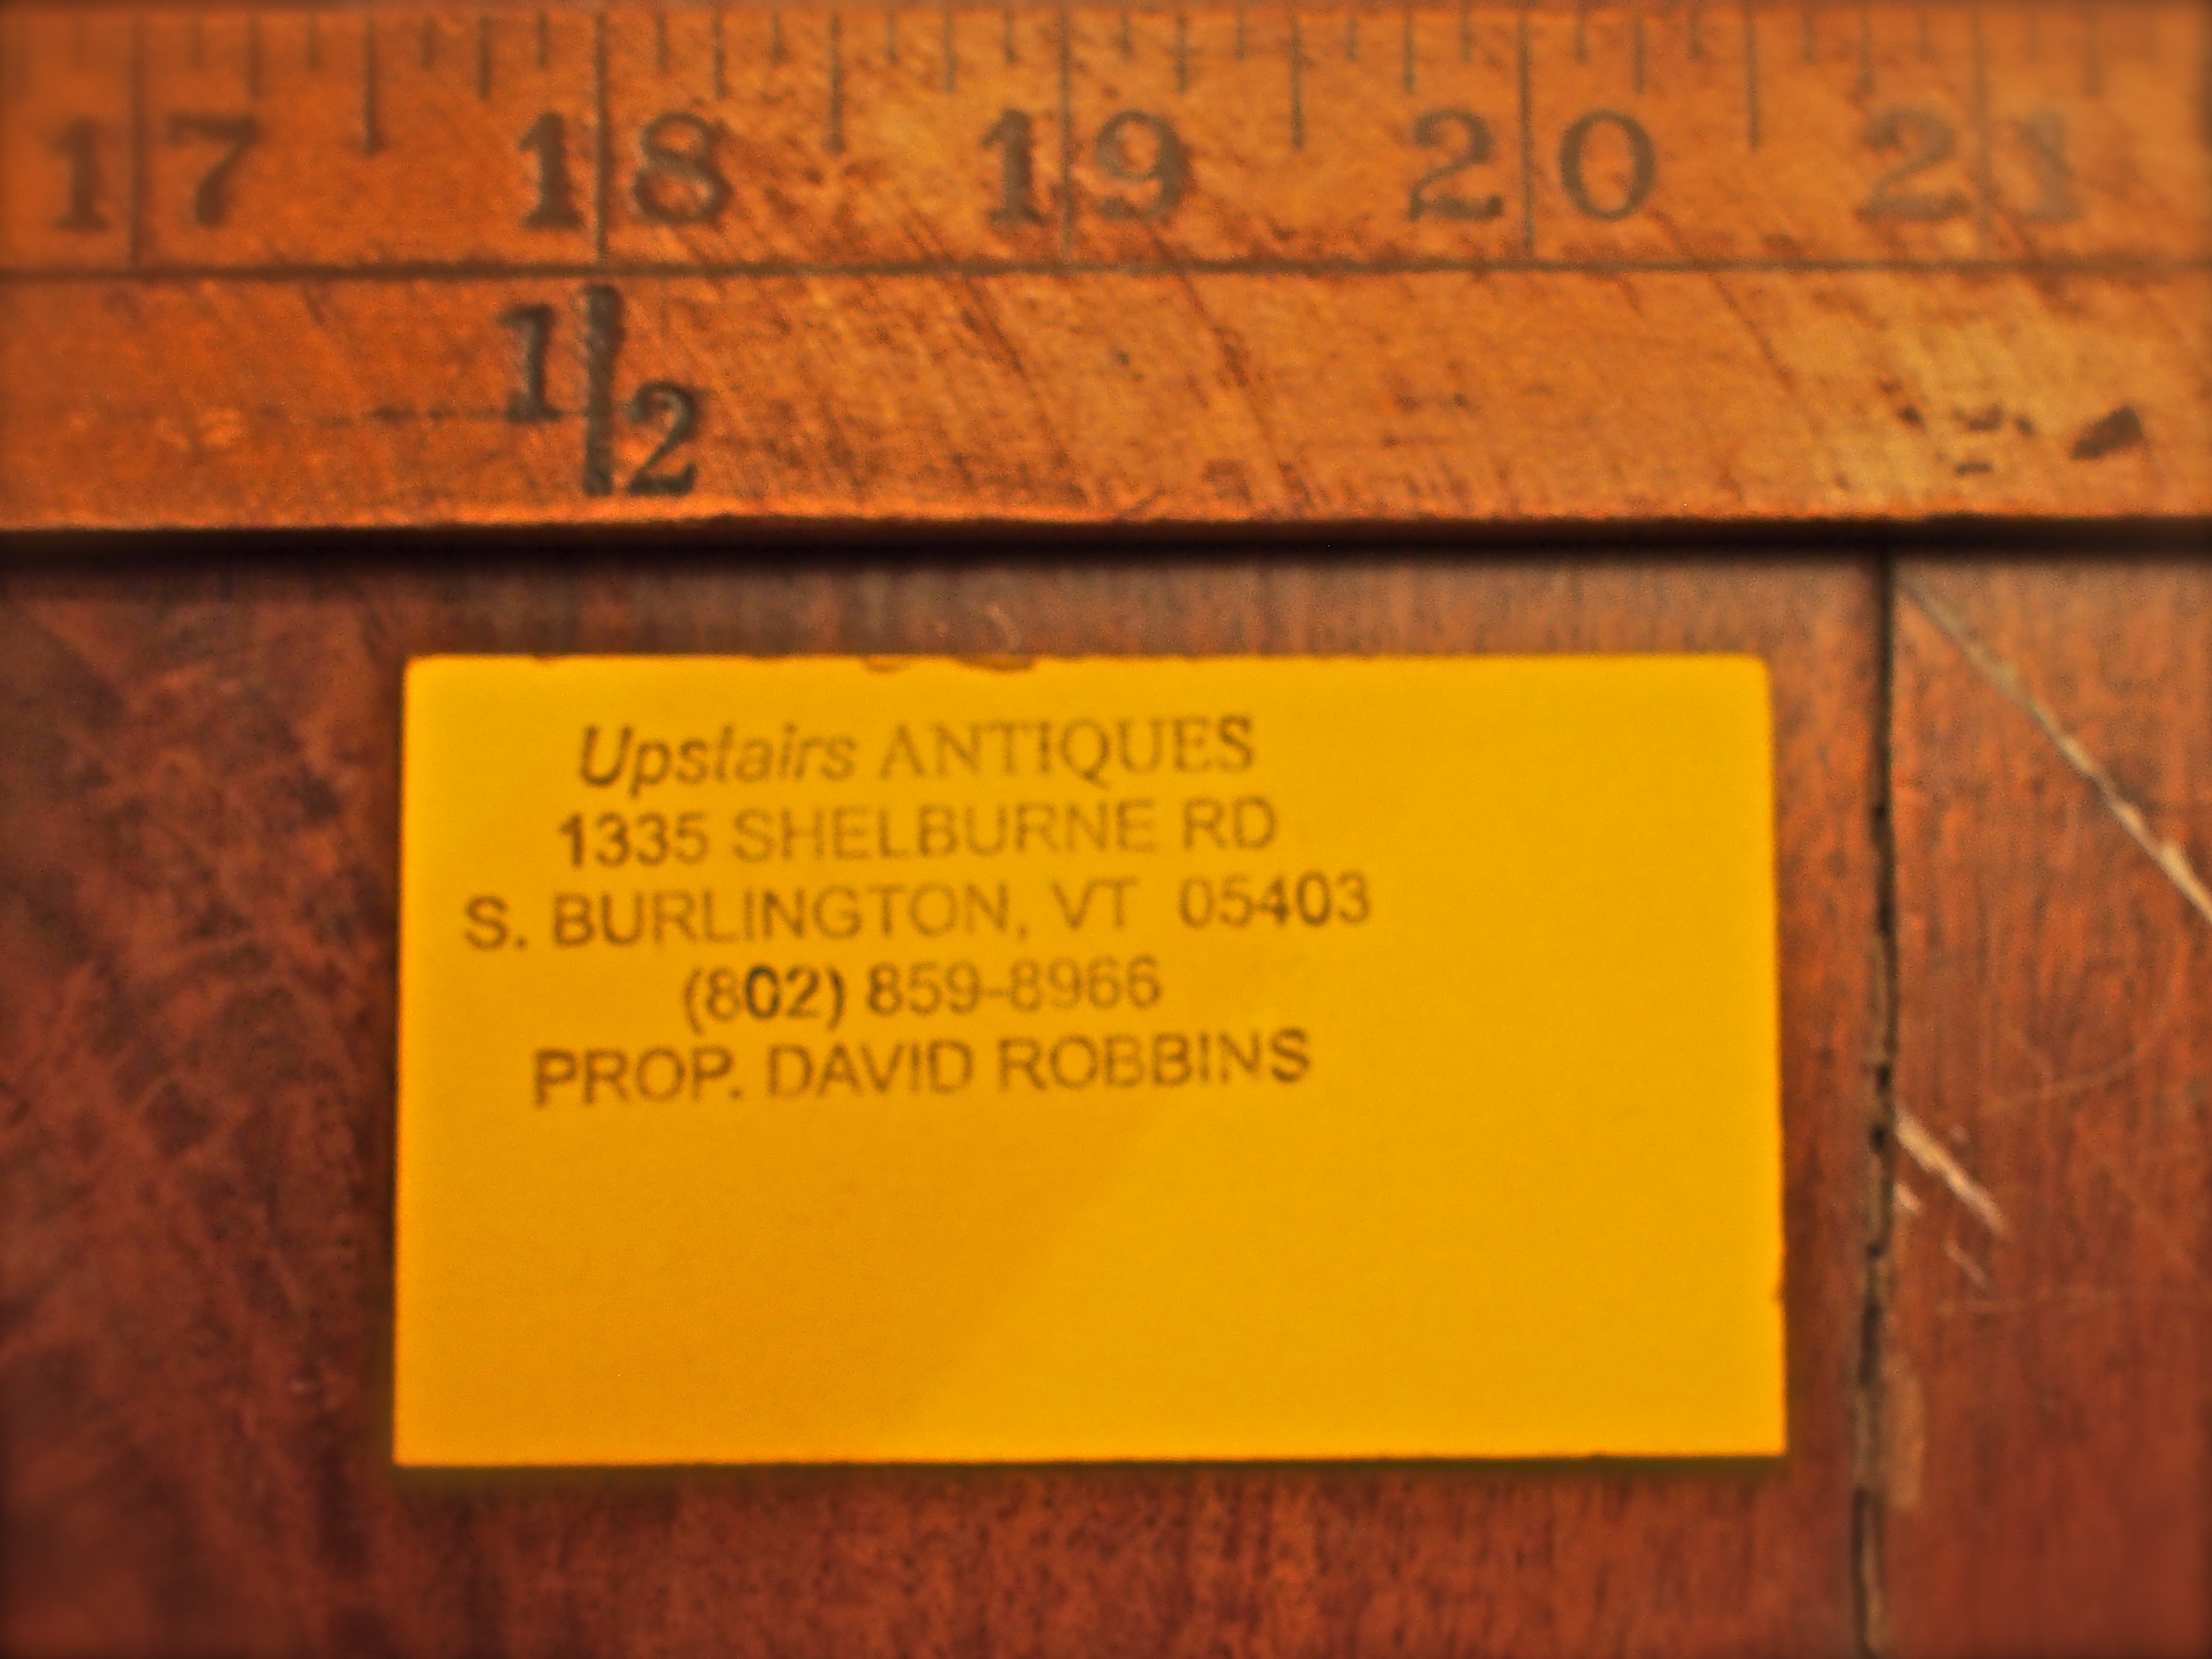 17 18 19 20 21
1/2
Upstairs ANTIQUES
1335 SHELBURNE RD
S. BURLINGTON, VT 05403
(802) 859-8966
PROP. DAVID ROBBINS